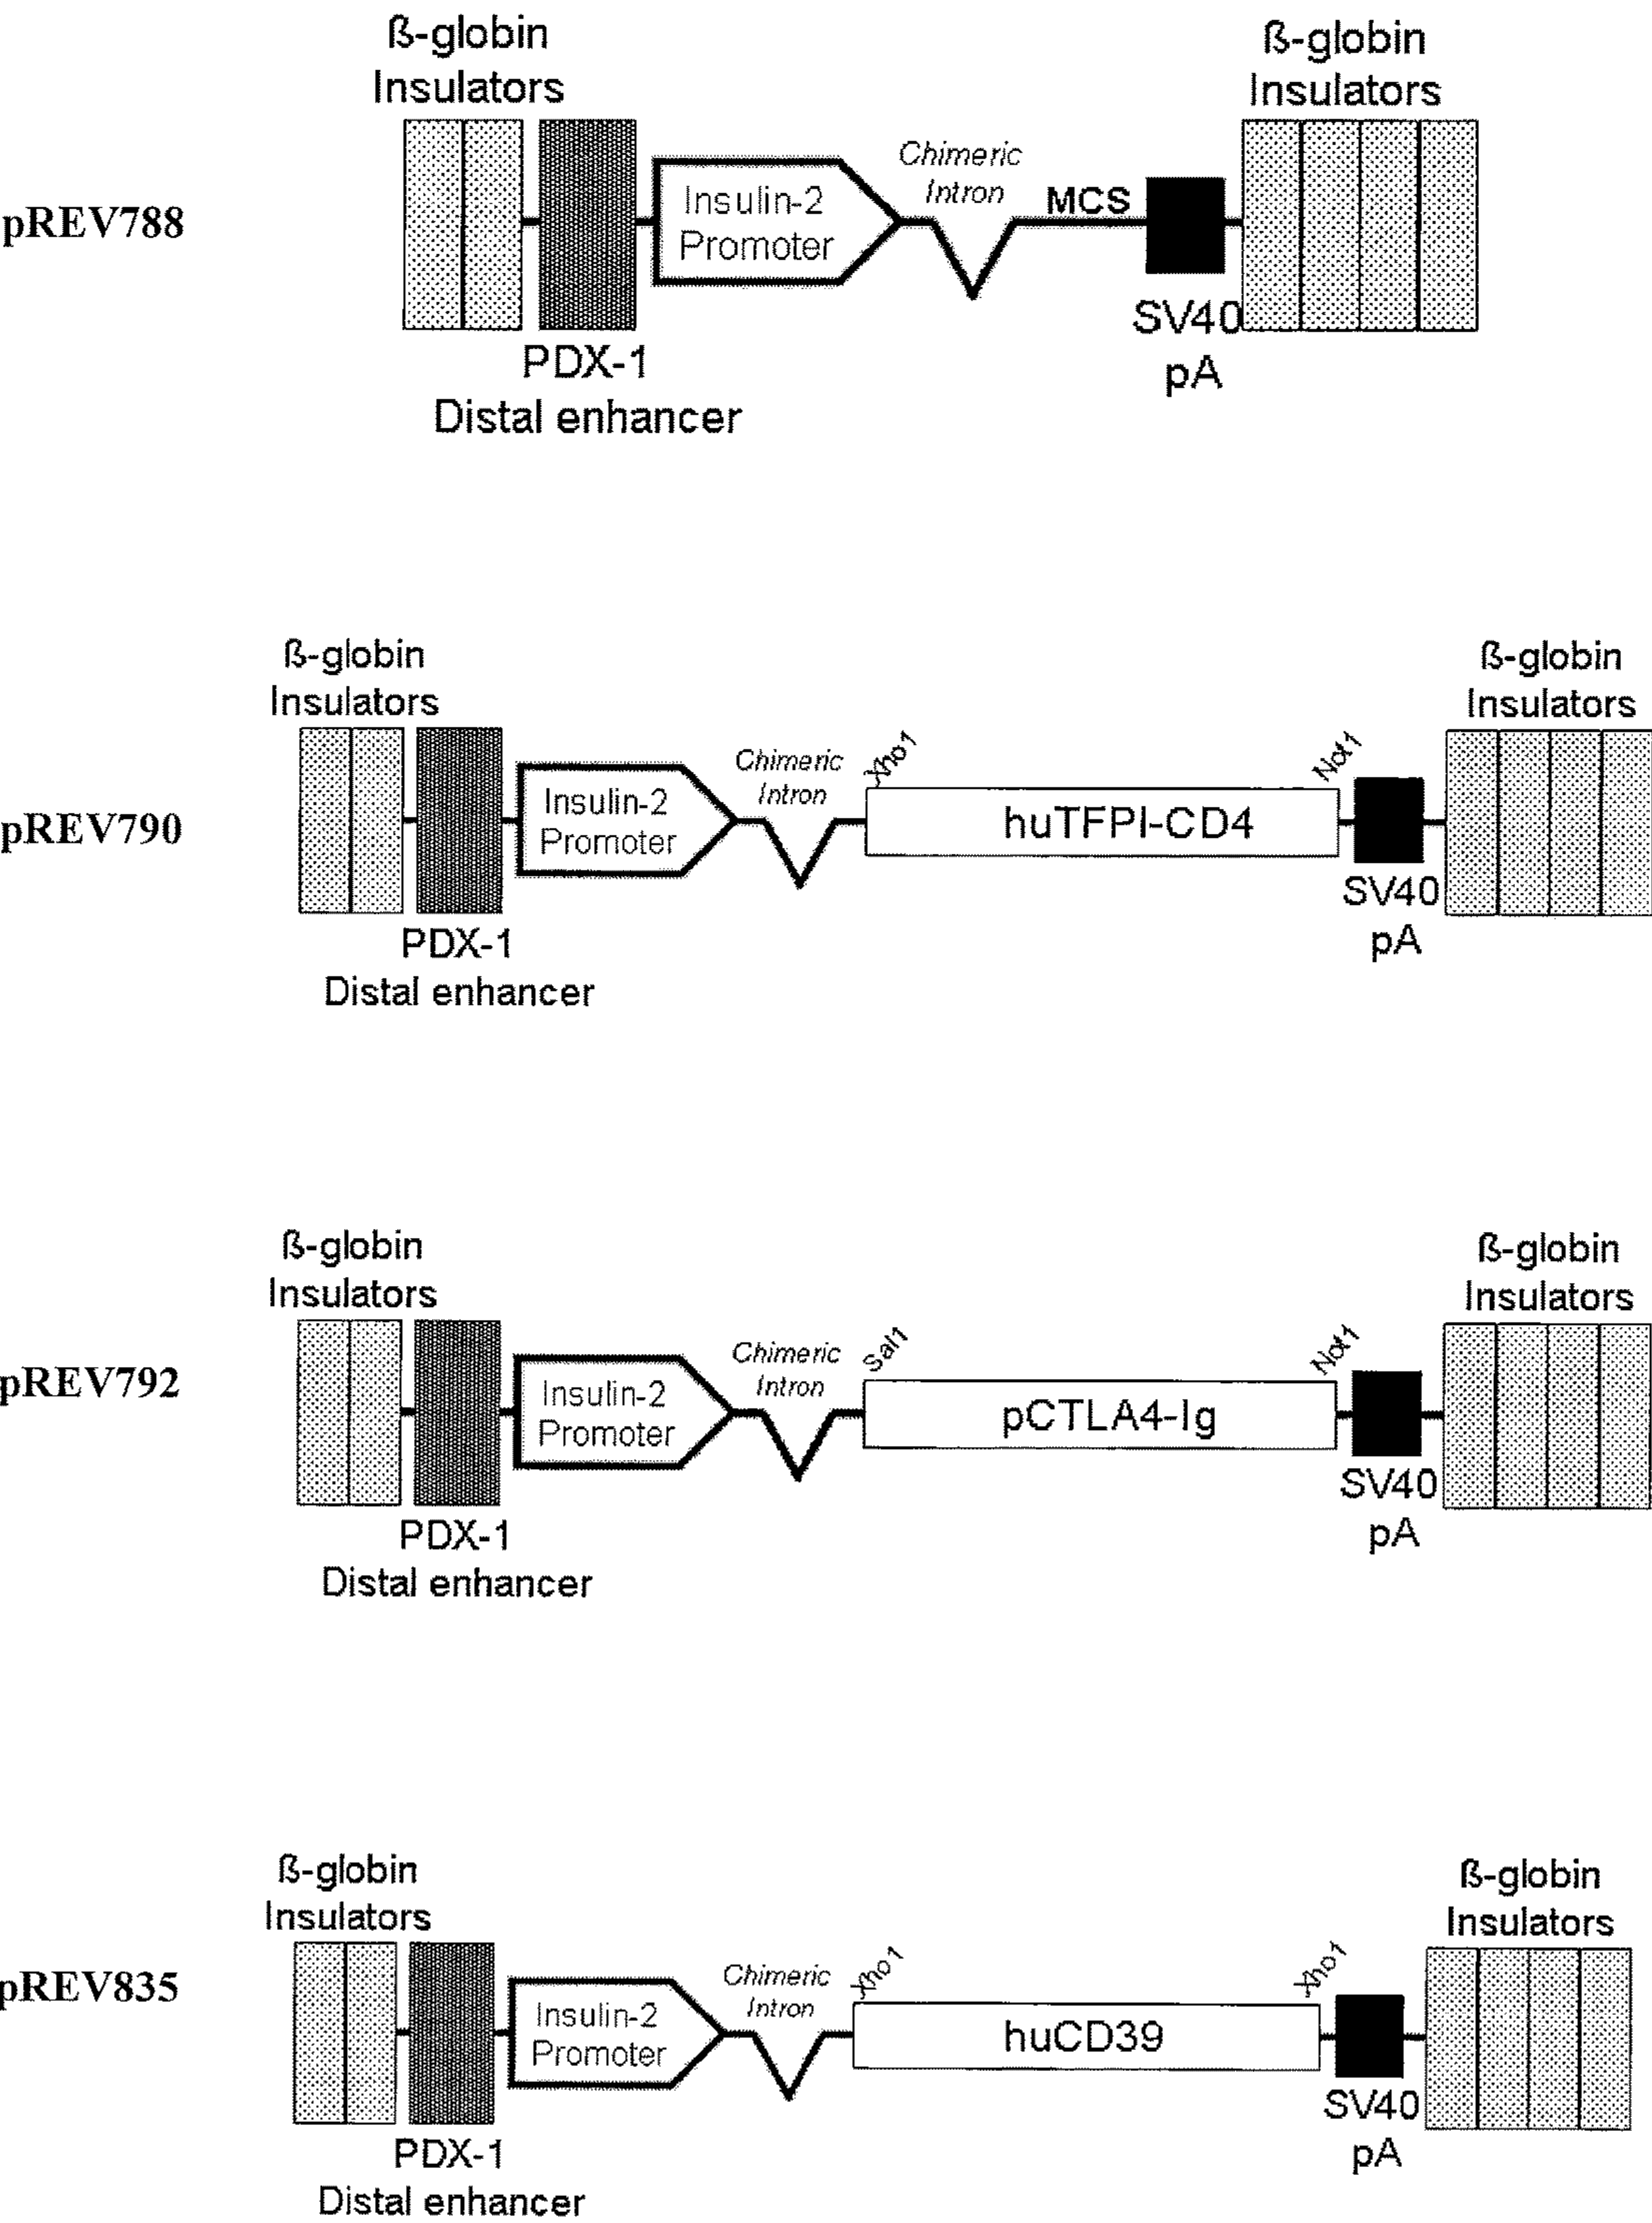 ß-globin
Insulators
ß-globin
Insulators
Chimeric
Intron
pREV788
Insulin-2
Promoter
MCS
SV40
pA
PDX-1
Distal enhancer
ß-globin
Insulators
ß-globin
Insulators
Chimeric
Intron
Xho1
Not1
pREV790
Insulin-2
Promoter
huTFPI-CD4
SV40
pA
PDX-1
Distal enhancer
ß-globin
Insulators
ß-globin
Insulators
Chimeric
Intron
Sal1
Not1
pREV792
Insulin-2
Promoter
pCTLA4-Ig
SV40
pA
PDX-1
Distal enhancer
ß-globin
Insulators
ß-globin
Insulators
Chimeric
Intron
Xho1
Xho1
pREV835
Insulin-2
Promoter
huCD39
SV40
pA
PDX-1
Distal enhancer